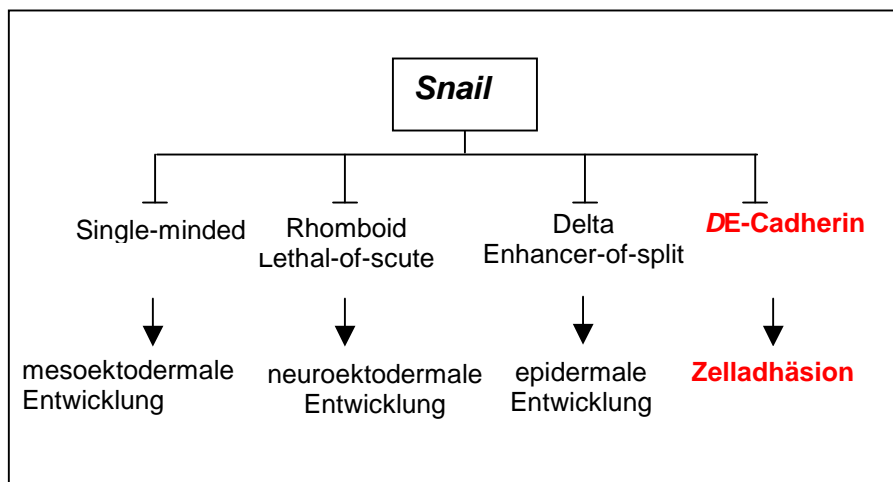 Snail
Single-minded
Rhomboid
Lethal-of-scute
Delta
Enhancer-of-split
DE-Cadherin
mesoektodermale
Entwicklung
neuroektodermale
Entwicklung
epidermale
Entwicklung
Zelladhäsion